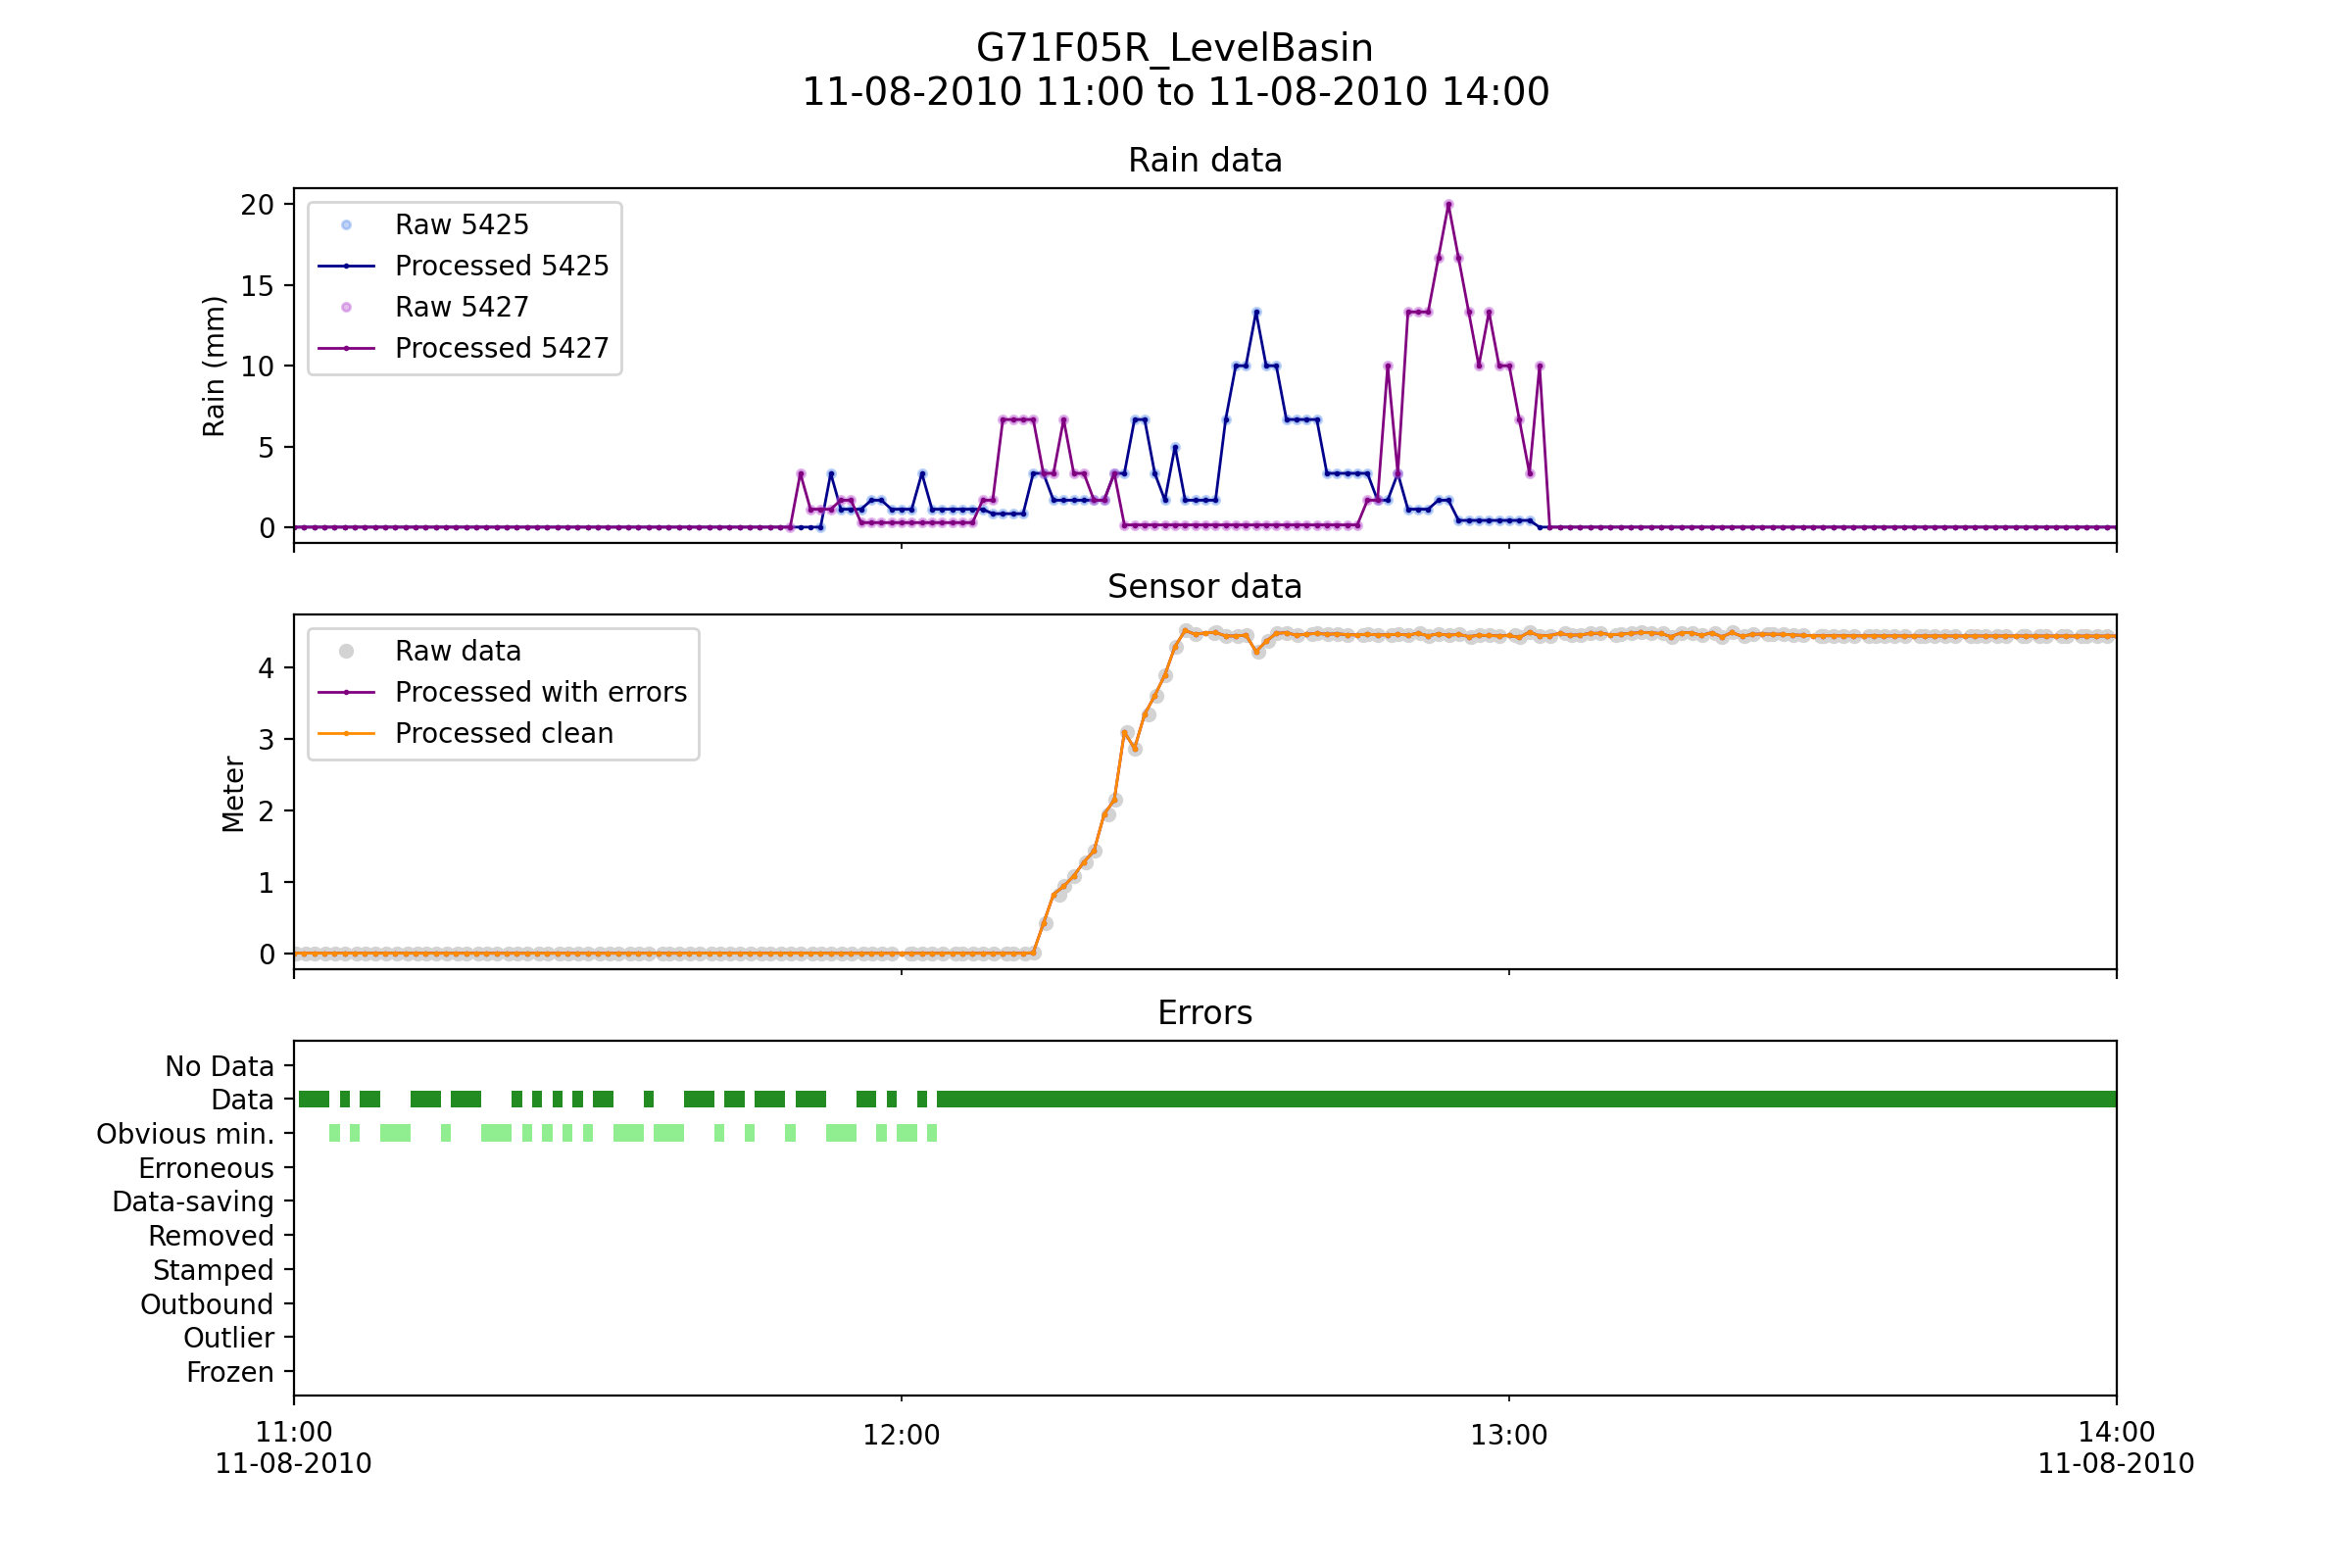 G71F05R_LevelBasin
11-08-2010 11:00 to 11-08-2010 14:00
Rain data
Rain (mm)
20
15
10
5
0
Raw 5425
Processed 5425
Raw 5427
Processed 5427
Sensor data
Meter
4
3
2
1
0
Raw data
Processed with errors
Processed clean
Errors
No Data
Data
Obvious min.
Erroneous
Data-saving
Removed
Stamped
Outbound
Outlier
Frozen
11:00
11-08-2010
12:00
13:00
14:00
11-08-2010